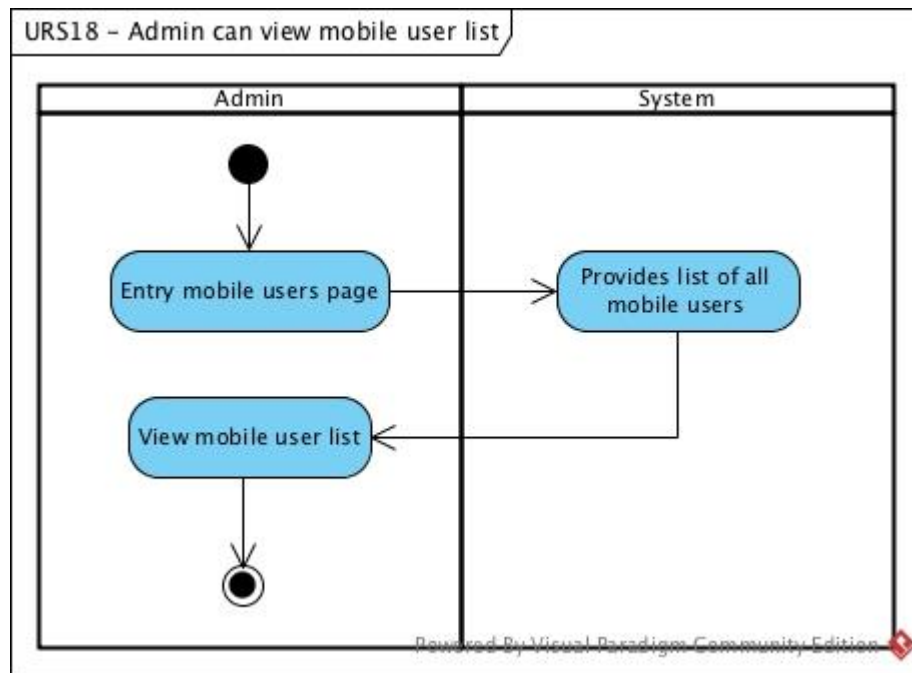 URS18 – Admin can view mobile user list
Admin
System
Entry mobile users page
Provides list of all
mobile users
View mobile user list
Powered By Visual Paradigm Community Edition